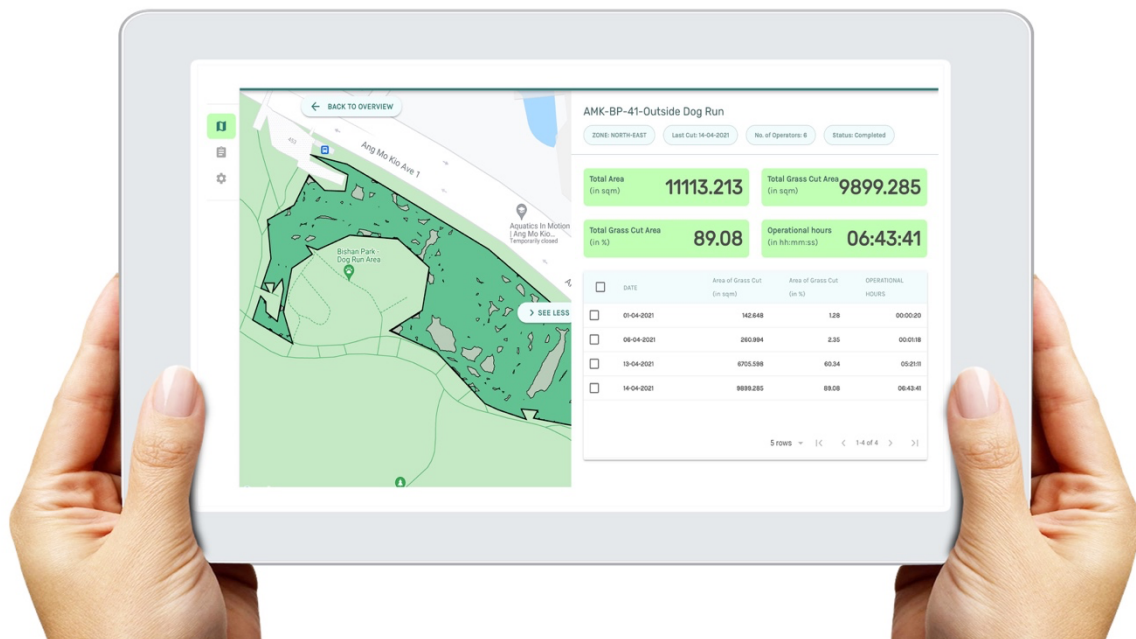 BACK TO OVERVIEW
452
Ang Mo Kio Ave 1
Aquatics In Motion
| Ang Mo Kio...
Temporarily closed
Bishan Park -
Dog Run Area
SEE LESS
AMK-BP-41-Outside Dog Run
ZONE: NORTH-EAST
Last Cut: 14-04-2021
No. of Operators: 6
Status: Completed
Total Area
(in sqm)
11113.213
Total Grass Cut Area
(in sqm)
9899.285
Total Grass Cut Area
(in %)
89.08
Operational hours
(in hh:mm:ss)
06:43:41
DATE
Area of Grass Cut
(in sqm)
Area of Grass Cut
(in %)
OPERATIONAL
HOURS
01-04-2021 142.648 1.28 00:00:20
06-04-2021 260.994 2.35 00:01:18
13-04-2021 6705.598 60.34 05:21:11
14-04-2021 9899.285 89.08 06:43:41
5 rows
1-4 of 4